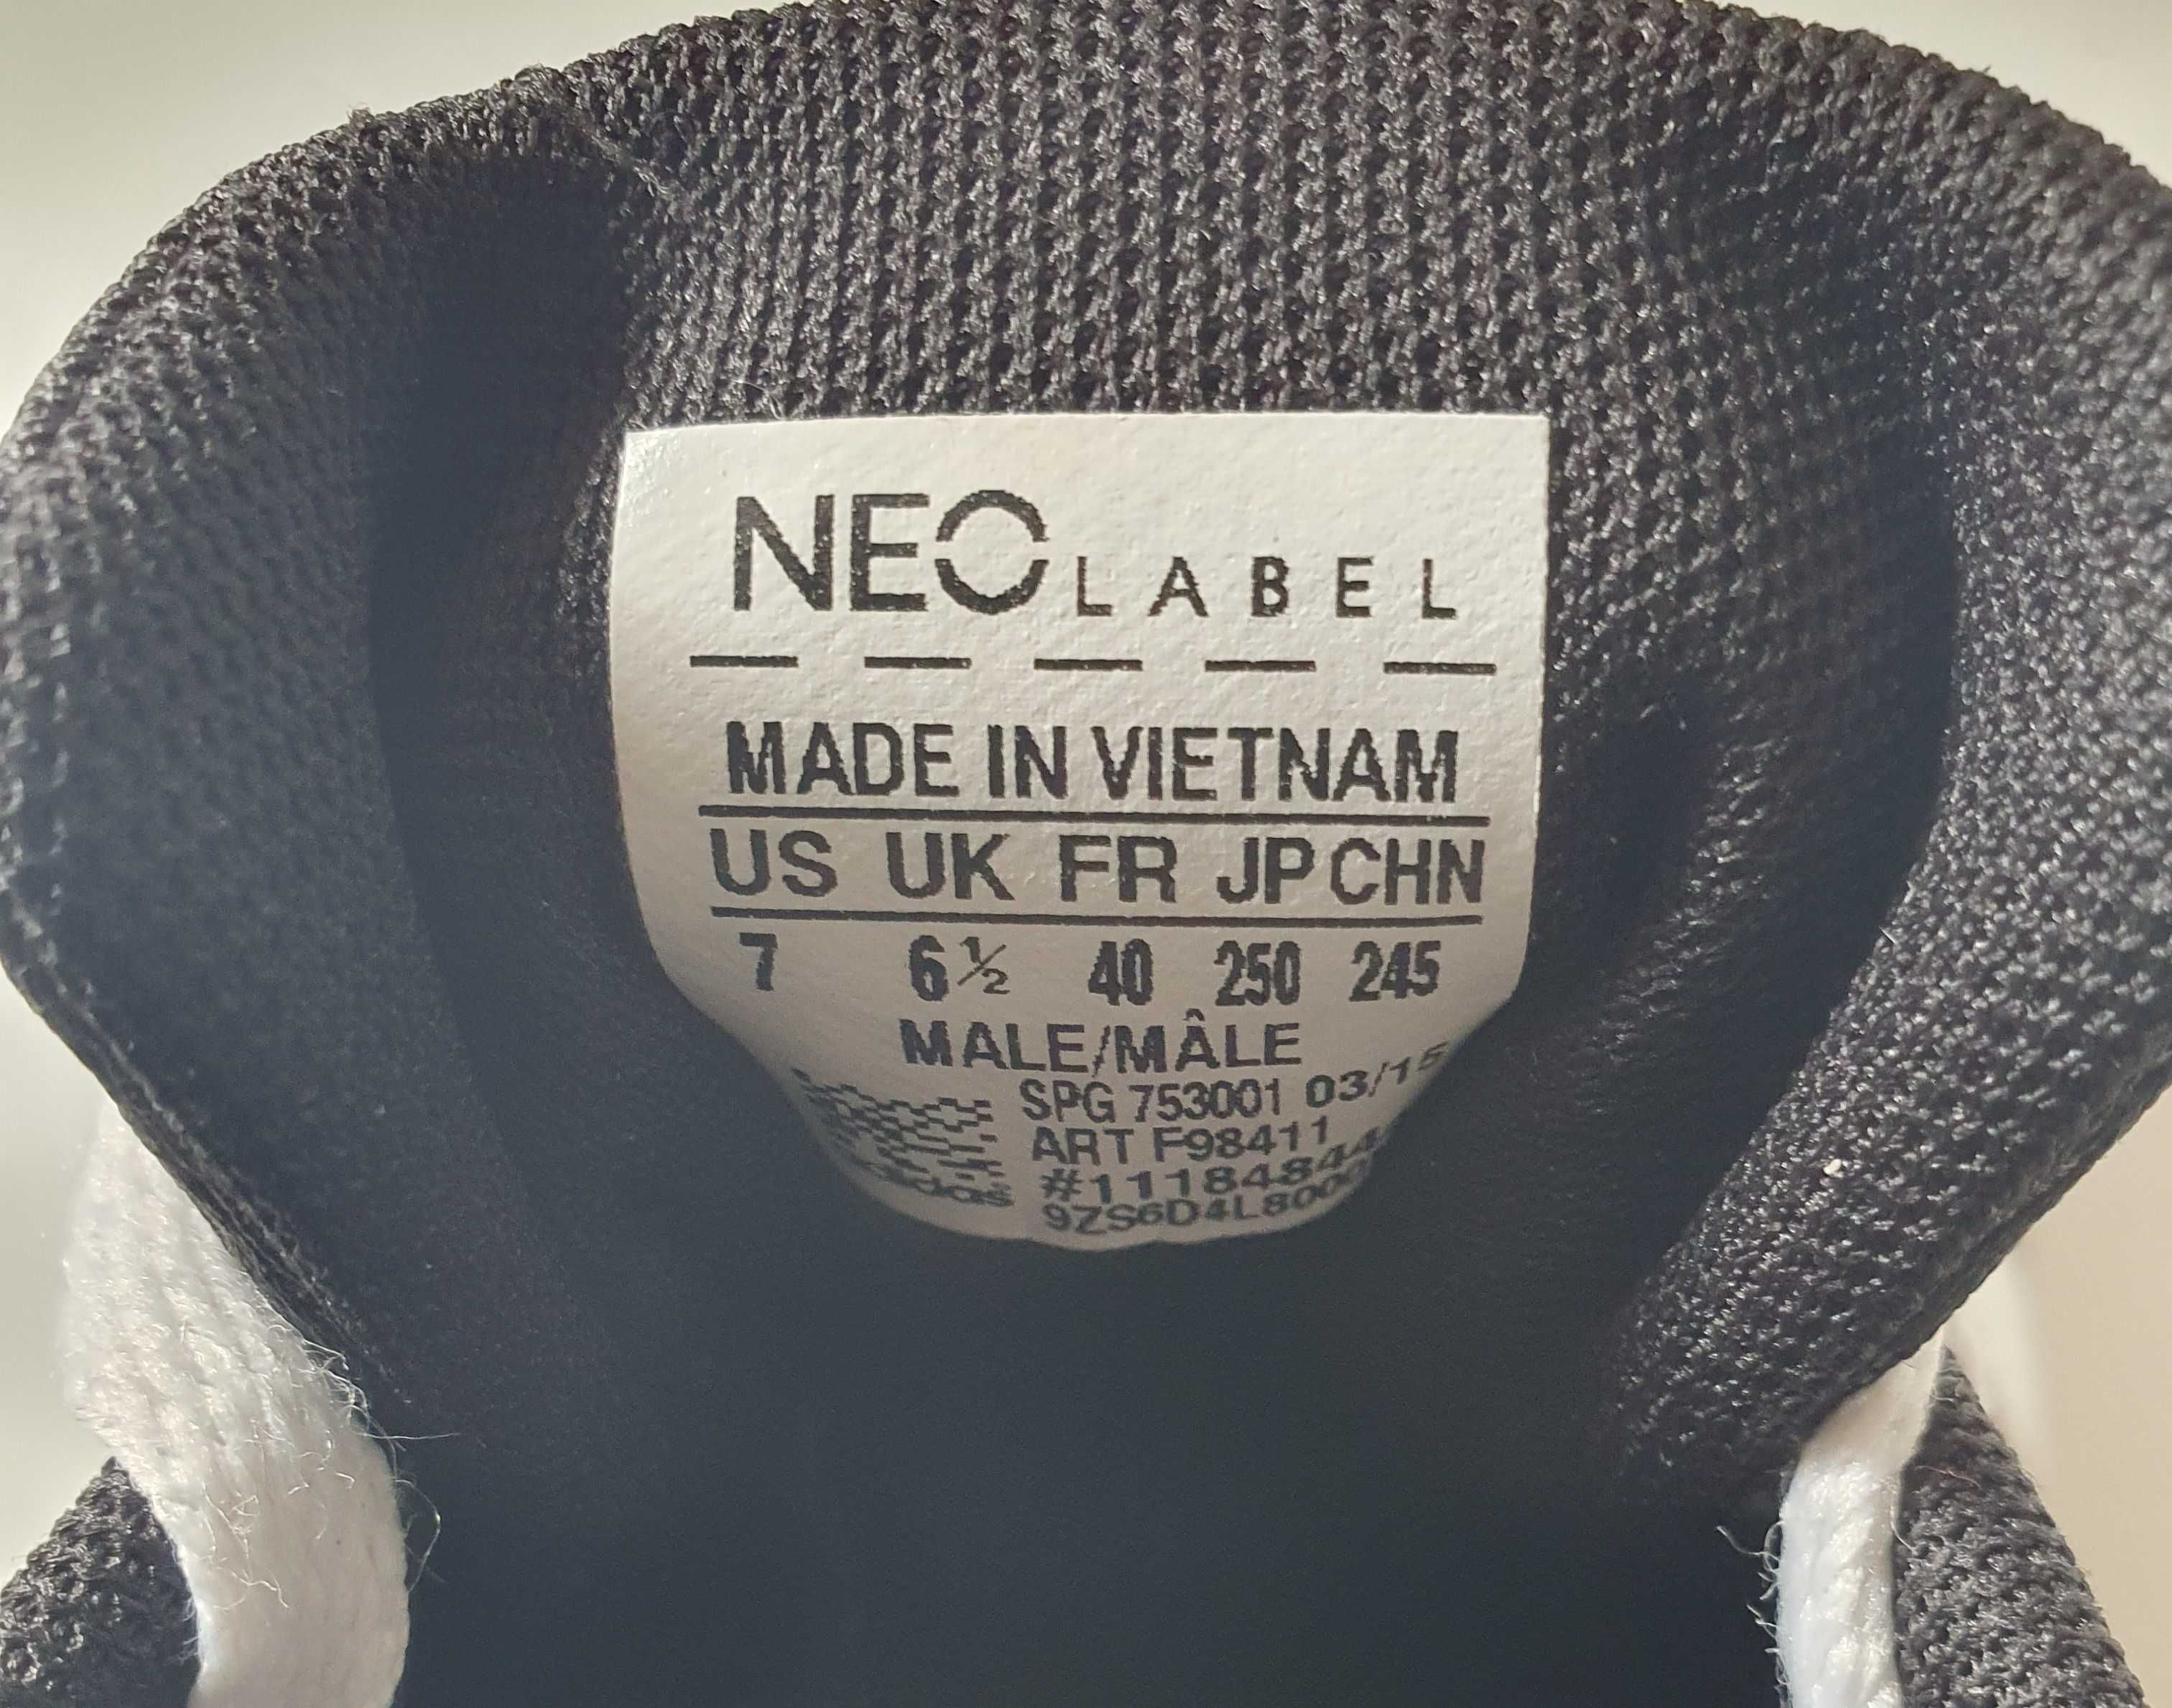 NEO LABEL
MADE IN VIETNAM
US UK FR JP CHN
7 6½ 40 250 245
MALE/MÂLE
SPG 753001 03/15
ART F98411
adidas